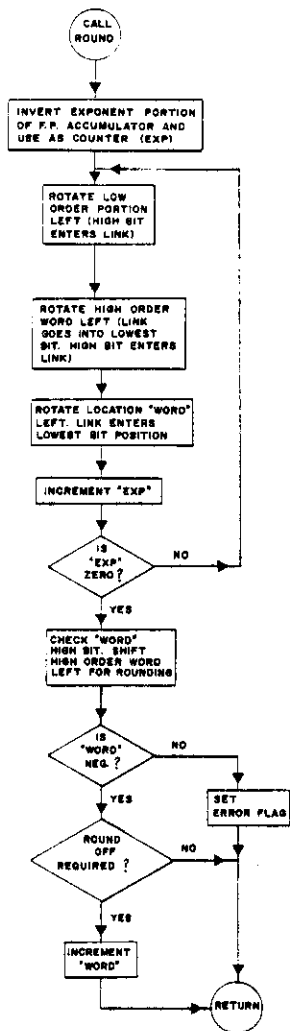 CALL
ROUND
INVERT EXPONENT PORTION
OF F.P. ACCUMULATOR AND
USE AS COUNTER (EXP)
ROTATE LOW
ORDER PORTION
LEFT (HIGH BIT
ENTERS LINK)
ROTATE HIGH ORDER
WORD LEFT (LINK
GOES INTO LOWEST
BIT. HIGH BIT ENTERS
LINK)
ROTATE LOCATION "WORD"
LEFT. LINK ENTERS
LOWEST BIT POSITION
INCREMENT "EXP"
IS
"EXP"
ZERO?
NO
YES
CHECK "WORD"
HIGH BIT. SHIFT
HIGH ORDER WORD
LEFT FOR ROUNDING
IS
"WORD"
NEG.?
NO
YES
SET
ERROR FLAG
ROUND
OFF
REQUIRED?
NO
YES
INCREMENT
"WORD"
RETURN